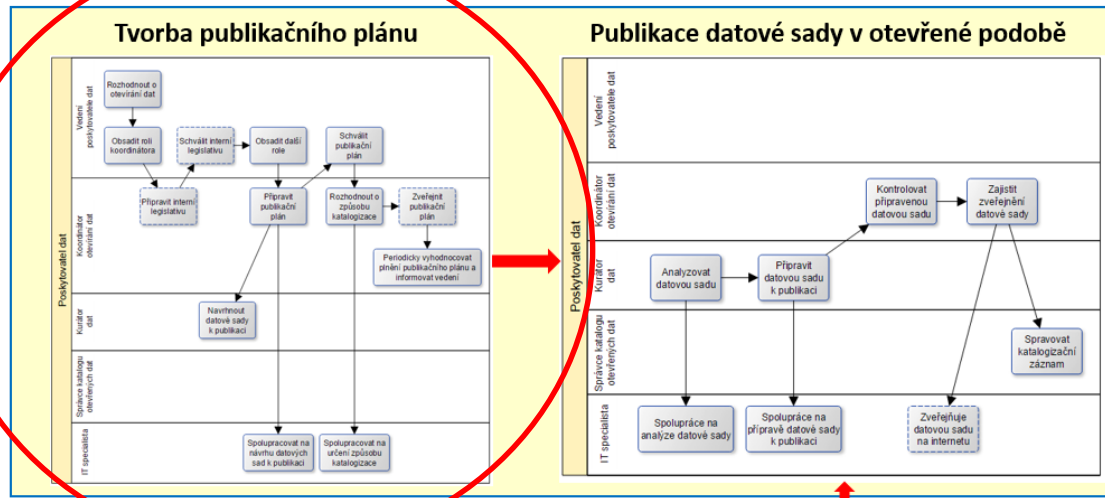 Tvorba publikačního plánu
Poskytovatel dat
Vedení
poskytovatele dat
Rozhodnout o
otevírání dat
Obsadit roli
koordinátora
Schválit interní
legislativu
Obsadit další
role
Schválit
publikační
plán
Koordinátor
otevírání dat
Připravit interní
legislativu
Připravit
publikační
plán
Rozhodnout o
způsobu
katalogizace
Zveřejnit
publikační
plán
Periodicky vyhodnocovat
plnění publikačního plánu a
informovat vedení
Kurátor
dat
Navrhnout
datové sady
k publikaci
Správce katalogu
otevřených dat
IT specialista
Spolupracovat na
návrhu datových
sad k publikaci
Spolupracovat na
určení způsobu
katalogizace
Publikace datové sady v otevřené podobě
Poskytovatel dat
Vedení
poskytovatele dat
Koordinátor
otevírání dat
Kontrolovat
připravenou
datovou sadu
Zajistit
zveřejnění
datové sady
Kurátor
dat
Analyzovat
datovou sadu
Připravit
datovou sadu
k publikaci
Správce katalogu
otevřených dat
Spravovat
katalogizační
záznam
IT specialista
Spolupráce na
analýze datové sady
Spolupráce na
přípravě datové sady
k publikaci
Zveřejňuje
datovou sadu
na internetu